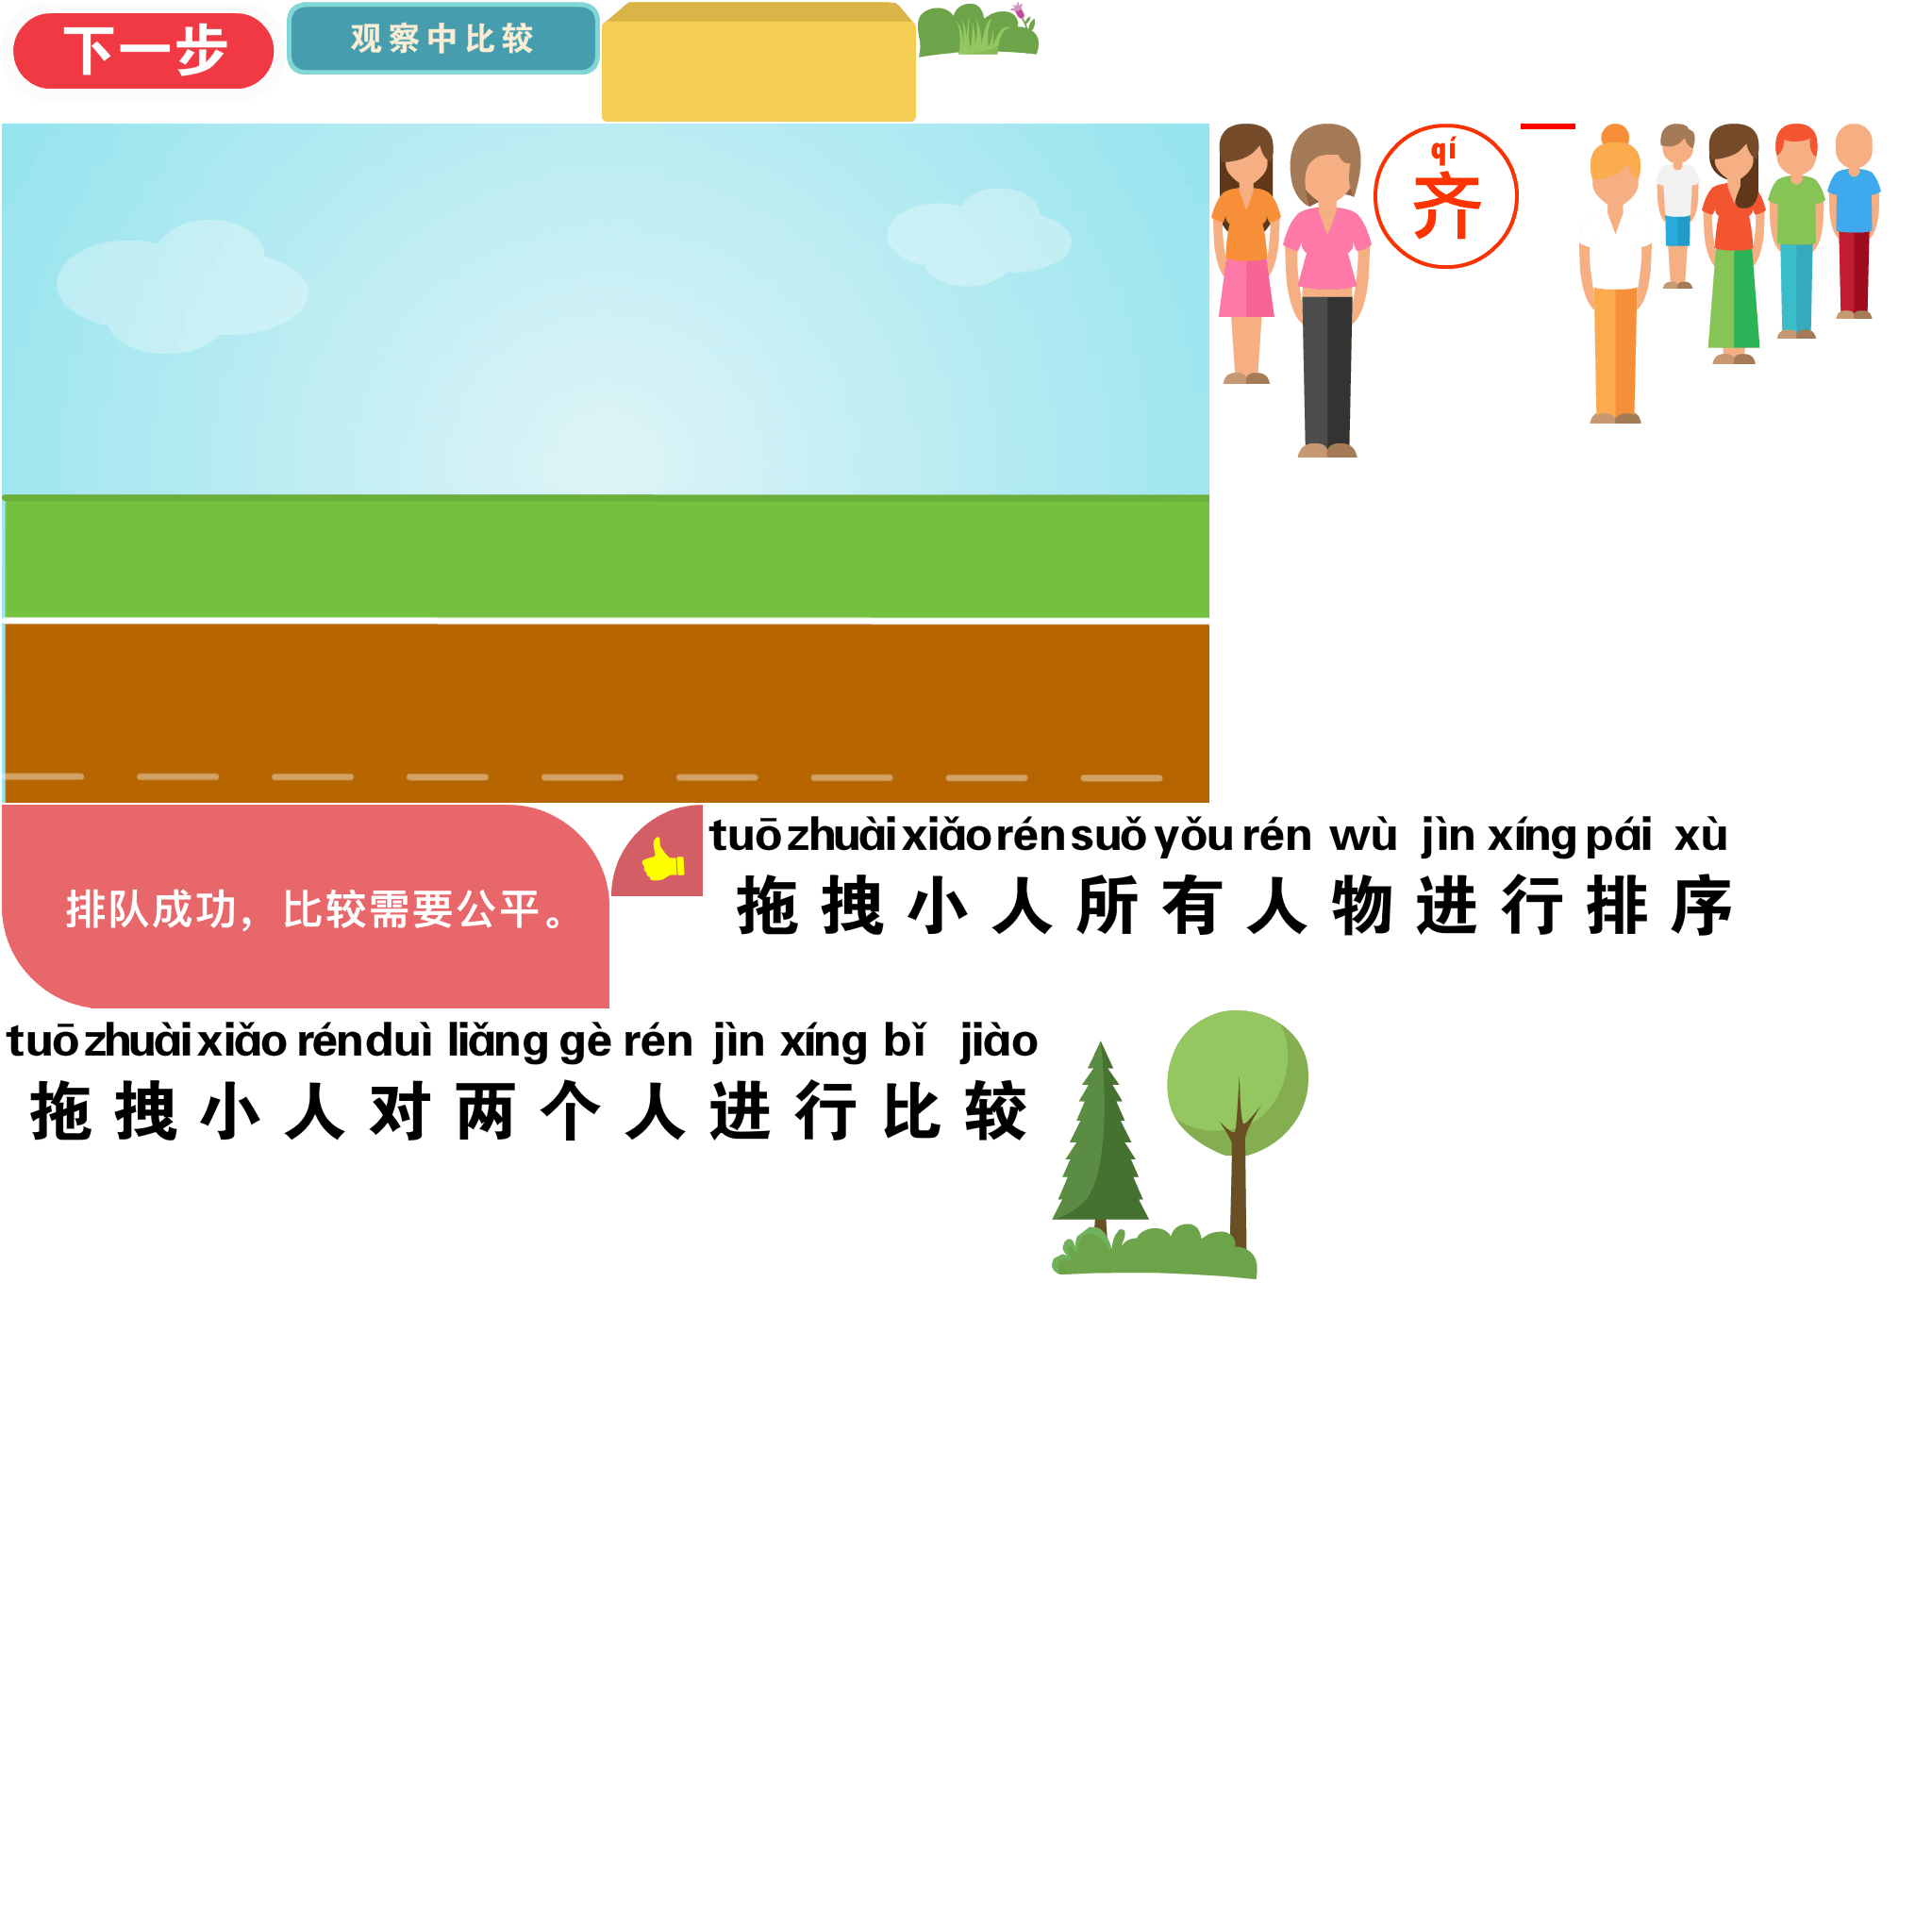 下一步
观察中比较
qí
齐
排队成功，比较需要公平。
tuō zhuài xiǎo rén suǒ yǒu rén wù jìn xíng pái xù
拖拽小人所有人物进行排序
tuō zhuài xiǎo rén duì liǎng gè rén jìn xíng bǐ jiào
拖拽小人对两个人进行比较